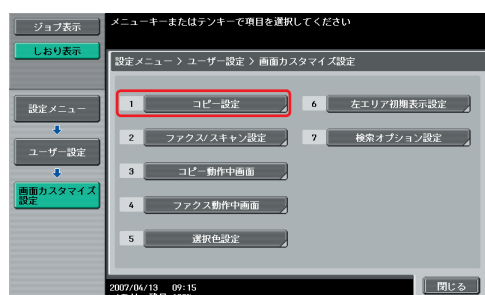 ジョブ表示
メニューキーまたはテンキーで項目を選択してください
しおり表示
設定メニュー > ユーザー設定 > 画面カスタマイズ設定
設定メニュー
ユーザー設定
画面カスタマイズ
設定
1 コピー設定
2 ファクス/スキャン設定
3 コピー動作中画面
4 ファクス動作中画面
5 選択色設定
6 左エリア初期表示設定
7 検索オプション設定
2007/04/13 09:15
閉じる